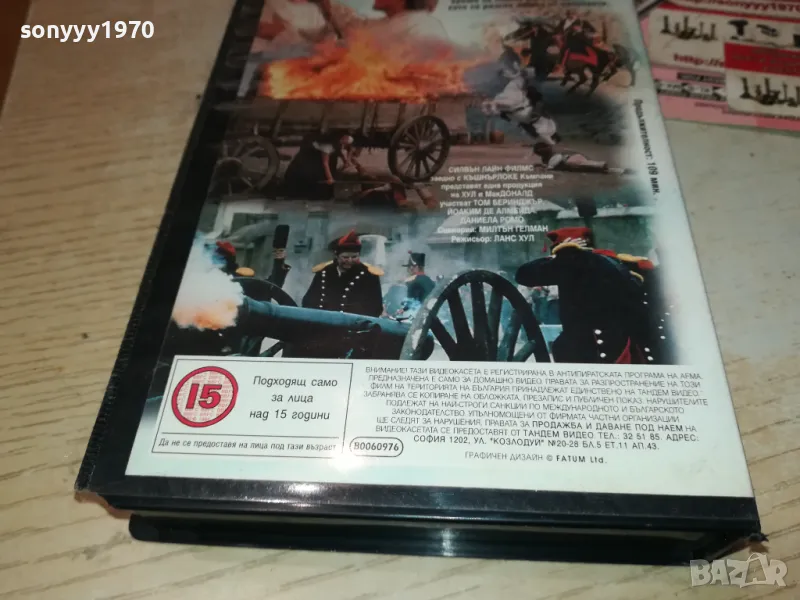 sonyyy1970
Продължителност: 109 мин.
СИЛВЪН ЛАЙН ФИЛМС
заедно с КЪШНЪРЛОКЕ Къмпани
представят една продукция
на ХУЛ и МакДОНАЛД
участват ТОМ БЕРИНДЖЪР
ЙОАКИМ ДЕ АЛМЕЙДА
ДАНИЕЛА РОМО
Сценарий: МИЛТЪН ГЕЛМАН
Режисьор: ЛАНС ХУЛ
15
Подходящ само
за лица
над 15 години
Да не се предоставя на лица под тази възраст
B0060976
ВНИМАНИЕ! ТАЗИ ВИДЕОКАСЕТА Е РЕГИСТРИРАНА В АНТИПИРАТСКАТА ПРОГРАМА НА АFМА.
ПРЕДНАЗНАЧЕНА Е САМО ЗА ДОМАШНО ВИДЕО. ПРАВАТА ЗА РАЗПРОСТРАНЕНИЕ НА ТОЗИ
ФИЛМ НА ТЕРИТОРИЯТА НА БЪЛГАРИЯ ПРИНАДЛЕЖАТ ЕДИНСТВЕНО НА ТАНДЕМ ВИДЕО.
ЗАБРАНЯВА СЕ КОПИРАНЕ НА ОБЛОЖКАТА, ПРЕЗАПИС И ПУБЛИЧЕН ПОКАЗ. НАРУШИТЕЛИТЕ
ПОДЛЕЖАТ НА НАЙ-СТРОГИ САНКЦИИ ПО МЕЖДУНАРОДНОТО И БЪЛГАРСКОТО
ЗАКОНОДАТЕЛСТВО. УПЪЛНОМОЩЕНИ ОТ ФИРМАТА ЧАСТНИ ОРГАНИЗАЦИИ
ЩЕ СЛЕДЯТ ЗА НАРУШЕНИЯ. ПРАВАТА ЗА ПРОДАЖБА И ДАВАНЕ ПОД НАЕМ НА
ВИДЕОКАСЕТАТА СЕ ПРЕДОСТАВЯТ ОТ ТАНДЕМ ВИДЕО ТЕЛ.: 32 51 85. АДРЕС:
СОФИЯ 1202, УЛ. "КОЗЛОДУЙ" №20-28 БЛ.5 ЕТ.11 АП.43.
ГРАФИЧЕН ДИЗАЙН © FATUM Ltd.
BAZAR